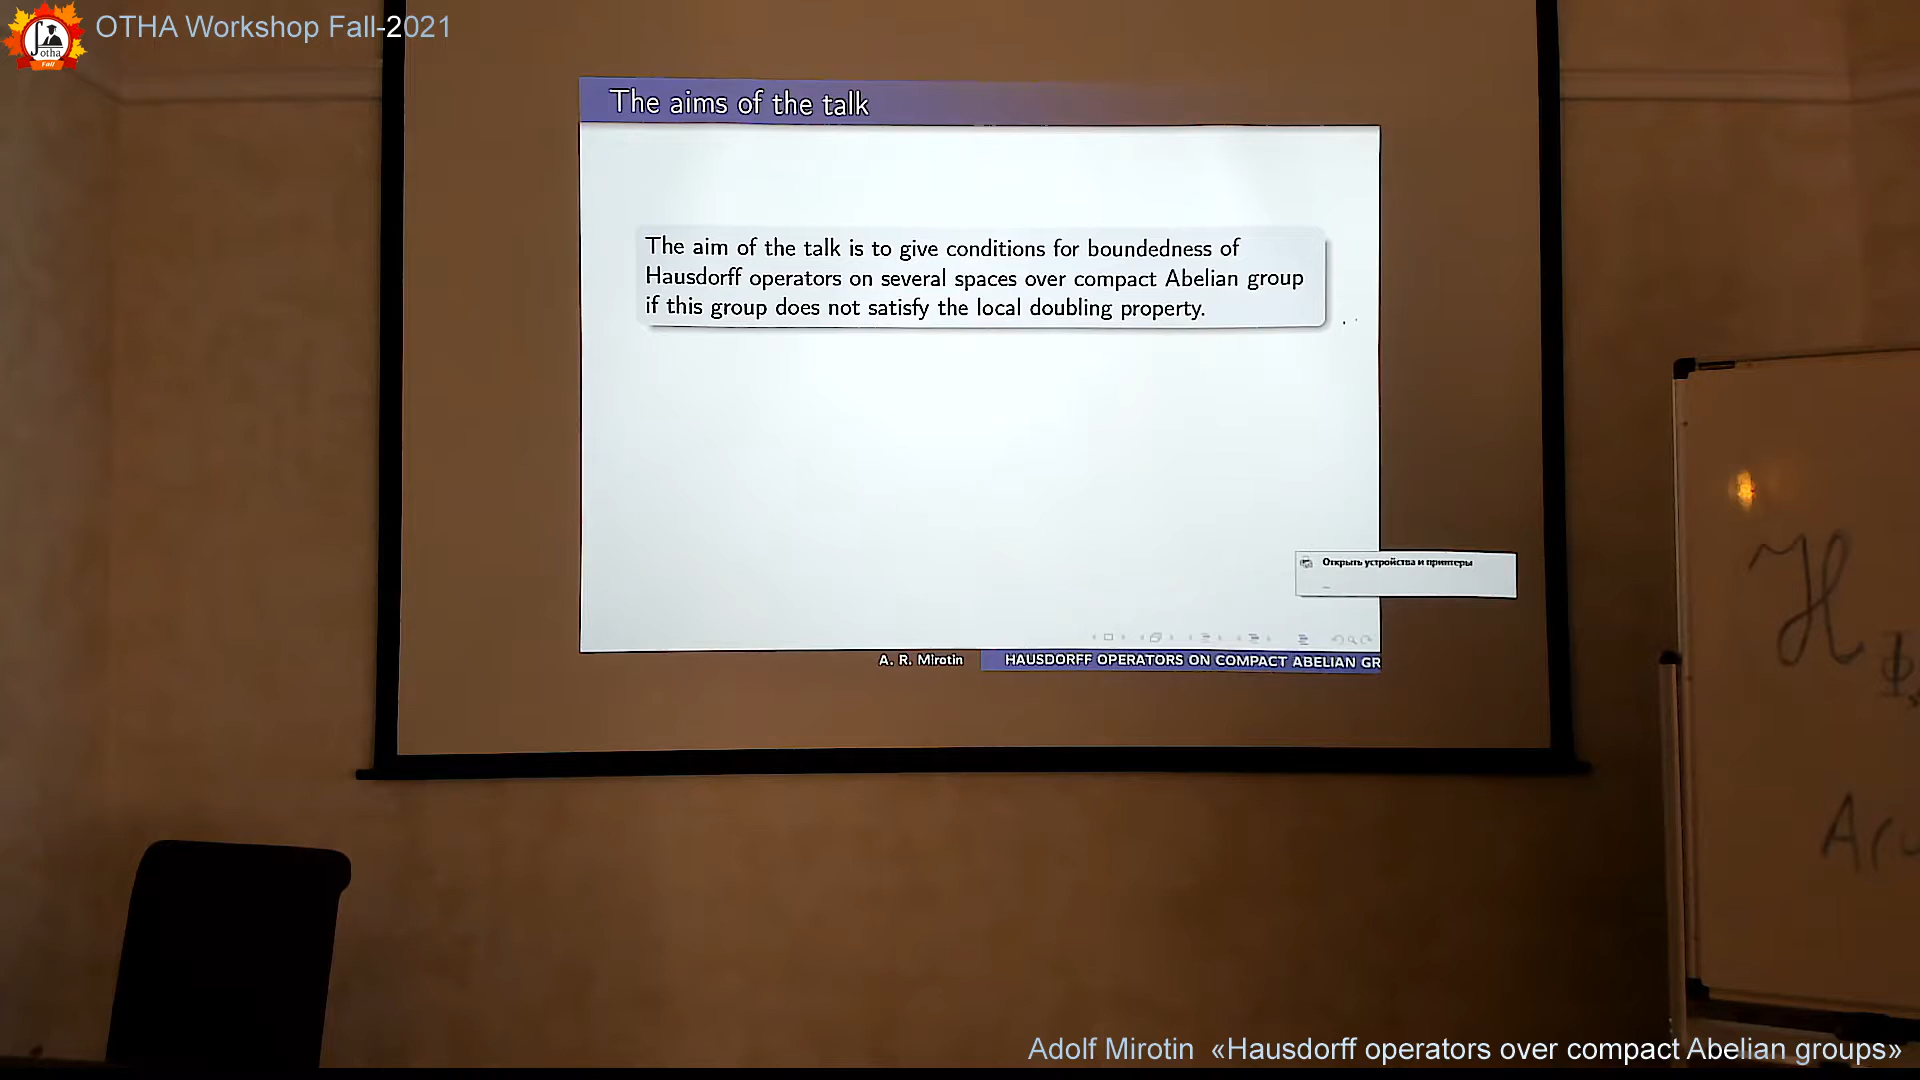 OTHA Workshop Fall-2021
otha
Fall
The aims of the talk
The aim of the talk is to give conditions for boundedness of
Hausdorff operators on several spaces over compact Abelian group
if this group does not satisfy the local doubling property.
Открыть устройства и принтеры
A. R. Mirotin
HAUSDORFF OPERATORS ON COMPACT ABELIAN GR
H
Φ,
A(u
Adolf Mirotin «Hausdorff operators over compact Abelian groups»